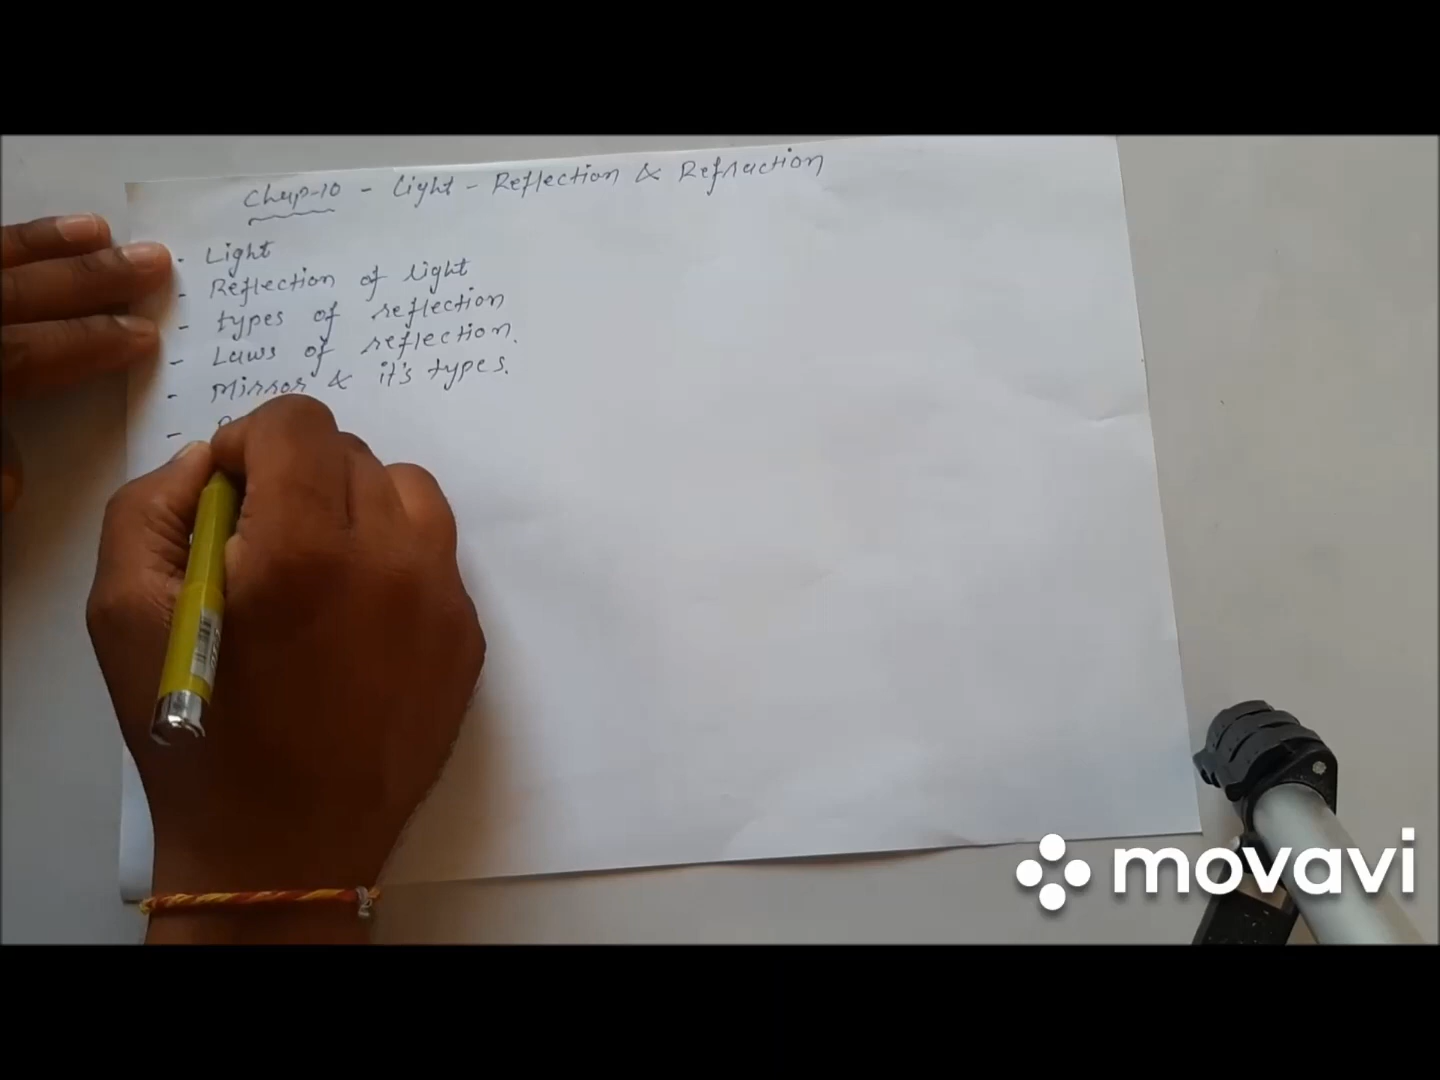 Chap-10 - Light - Reflection & Refraction
• Light
- Reflection of light
- types of reflection
- Laws of reflection.
- Mirror & it's types.
-
movavi